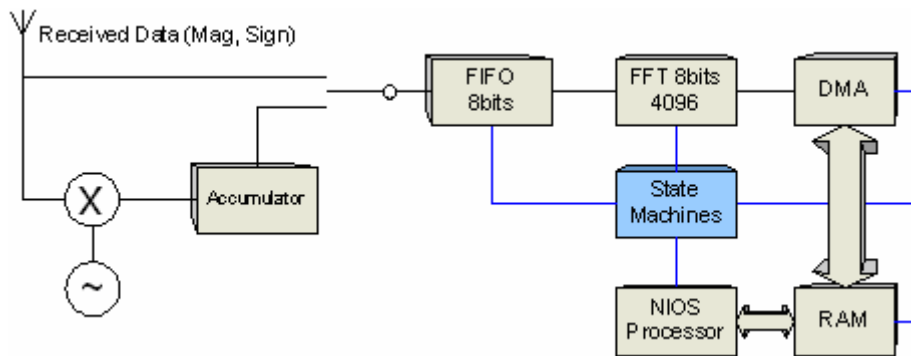 Received Data (Mag, Sign)
FIFO
8bits
FFT 8bits
4096
DMA
X
Accumulator
State
Machines
~
NIOS
Processor
RAM